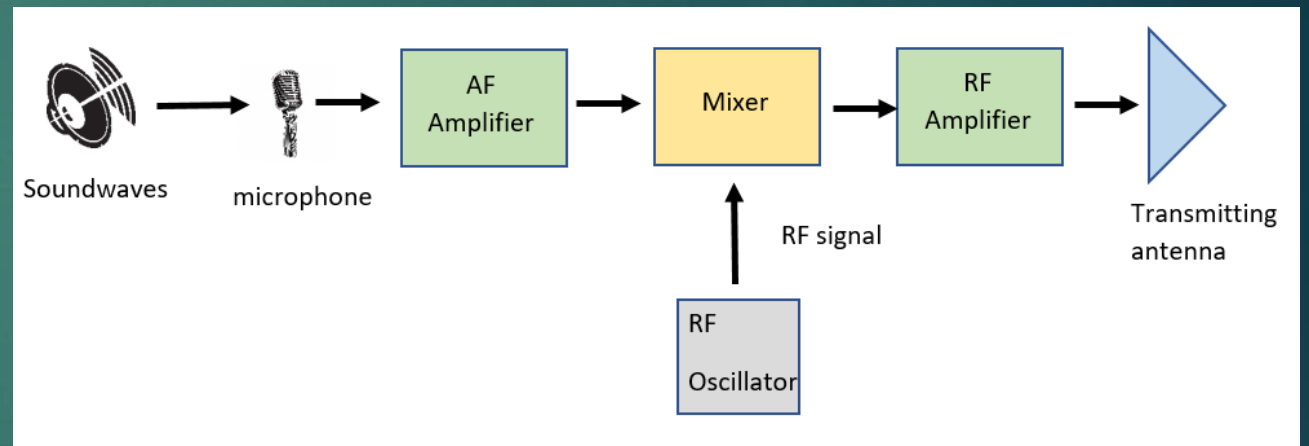 Soundwaves
microphone
AF
Amplifier
Mixer
RF
Amplifier
Transmitting
antenna
RF signal
RF
Oscillator